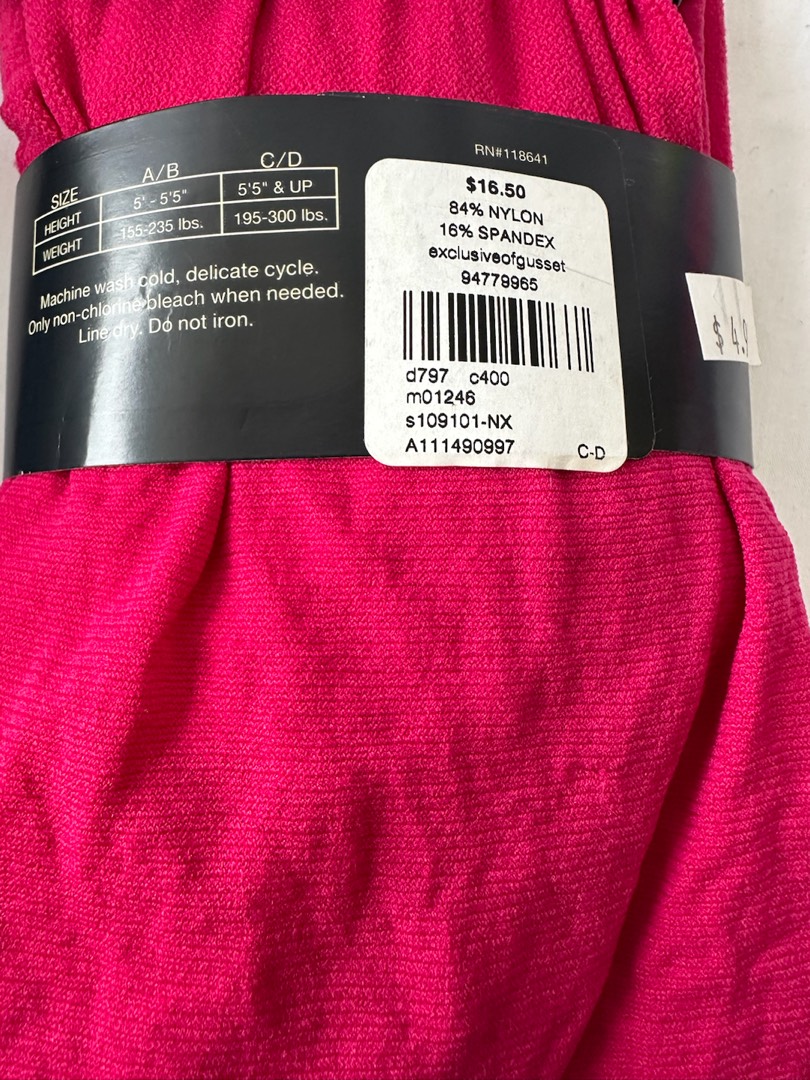 RN#118641
SIZE A/B C/D
HEIGHT 5' - 5'5" 5'5" & UP
WEIGHT 155-235 lbs. 195-300 lbs.
Machine wash cold, delicate cycle.
Only non-chlorine bleach when needed.
Line dry. Do not iron.
$16.50
84% NYLON
16% SPANDEX
exclusiveofgusset
94779965
d797 c400
m01246
s109101-NX
A111490997 C-D
$ 4.9